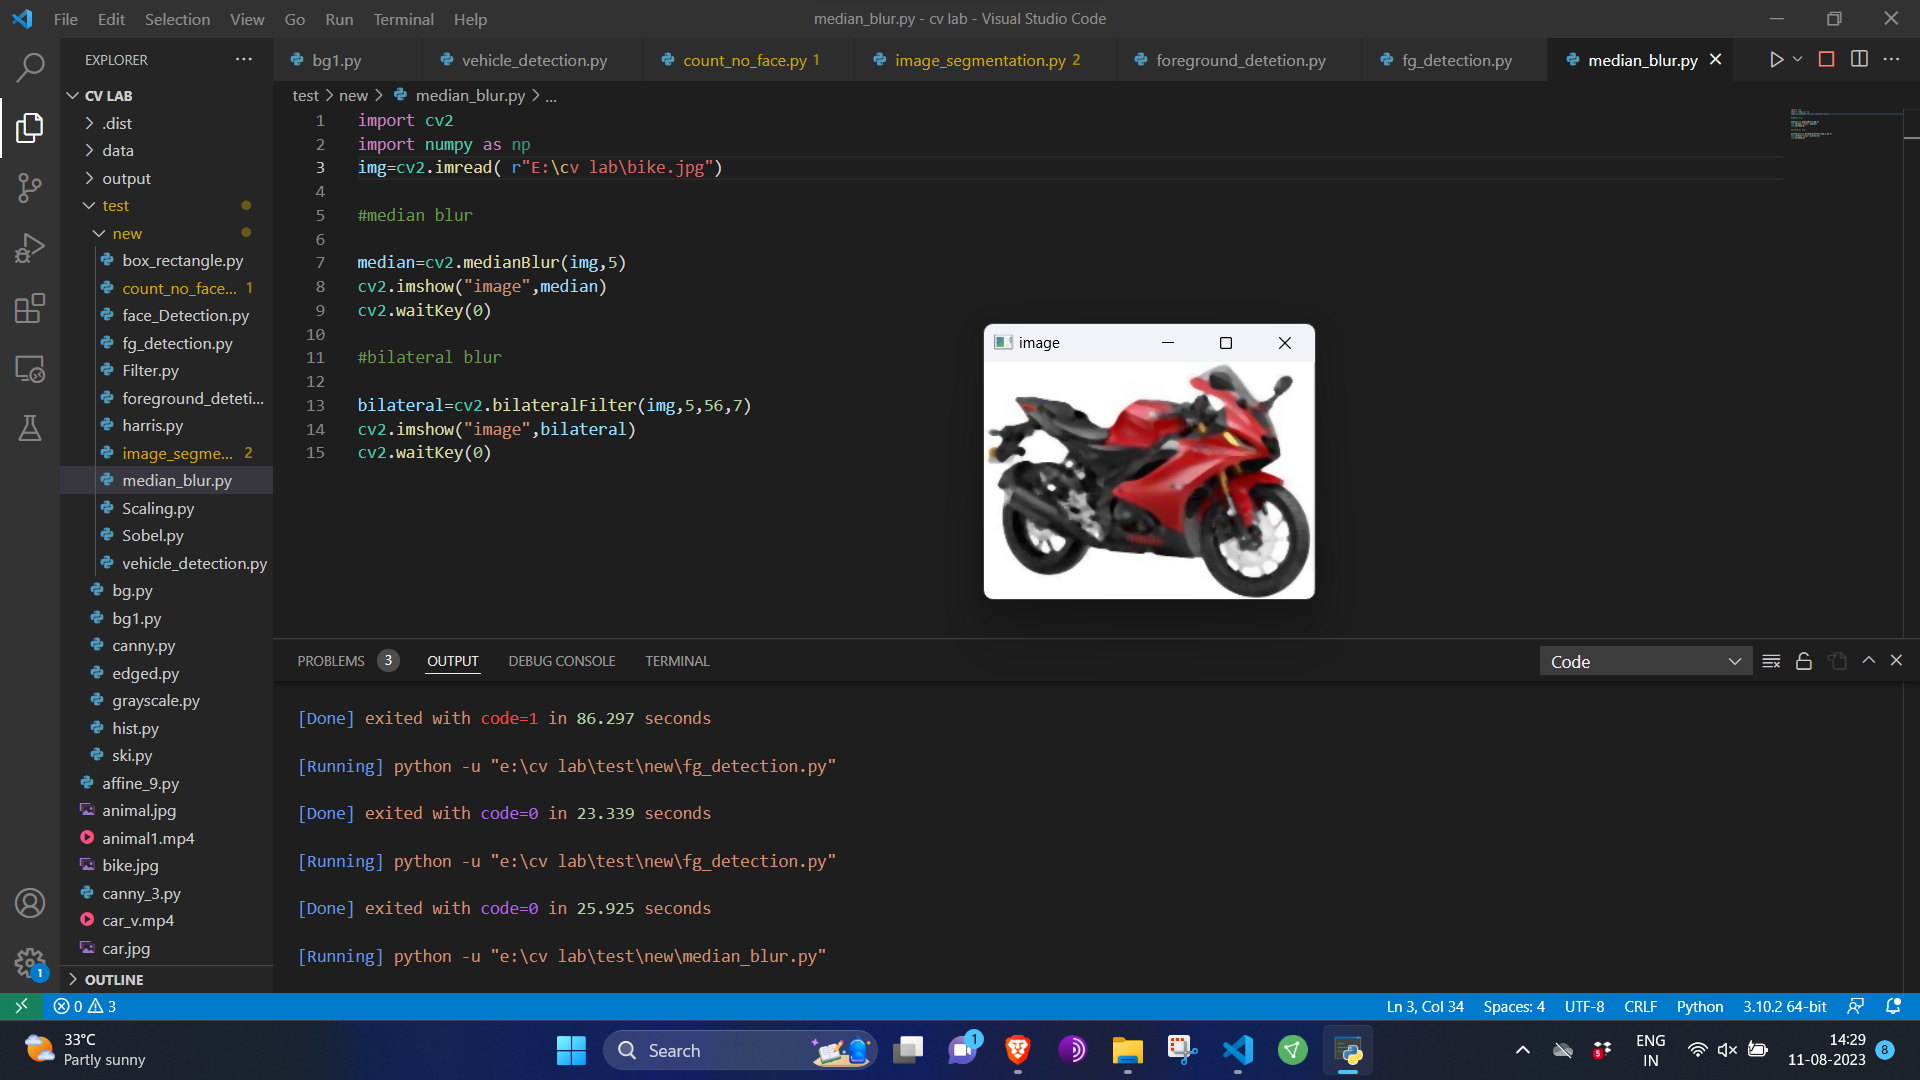 File Edit Selection View Go Run Terminal Help
median_blur.py - cv lab - Visual Studio Code
EXPLORER
bg1.py
vehicle_detection.py
count_no_face.py 1
image_segmentation.py 2
foreground_detetion.py
fg_detection.py
median_blur.py
CV LAB
.dist
data
output
test
new
box_rectangle.py
count_no_face... 1
face_Detection.py
fg_detection.py
Filter.py
foreground_deteti...
harris.py
image_segme... 2
median_blur.py
Scaling.py
Sobel.py
vehicle_detection.py
bg.py
bg1.py
canny.py
edged.py
grayscale.py
hist.py
ski.py
affine_9.py
animal.jpg
animal1.mp4
bike.jpg
canny_3.py
car_v.mp4
car.jpg
OUTLINE
1
test > new > median_blur.py > ...
1 import cv2
2 import numpy as np
3 img=cv2.imread( r"E:\cv lab\bike.jpg")
4
5 #median blur
6
7 median=cv2.medianBlur(img,5)
8 cv2.imshow("image",median)
9 cv2.waitKey(0)
10
11 #bilateral blur
12
13 bilateral=cv2.bilateralFilter(img,5,56,7)
14 cv2.imshow("image",bilateral)
15 cv2.waitKey(0)
image
PROBLEMS 3 OUTPUT DEBUG CONSOLE TERMINAL
Code
[Done] exited with code=1 in 86.297 seconds
[Running] python -u "e:\cv lab\test\new\fg_detection.py"
[Done] exited with code=0 in 23.339 seconds
[Running] python -u "e:\cv lab\test\new\fg_detection.py"
[Done] exited with code=0 in 25.925 seconds
[Running] python -u "e:\cv lab\test\new\median_blur.py"
0 3
Ln 3, Col 34 Spaces: 4 UTF-8 CRLF Python 3.10.2 64-bit
33°C
Partly sunny
Search
1
5
ENG
IN
14:29
11-08-2023
8